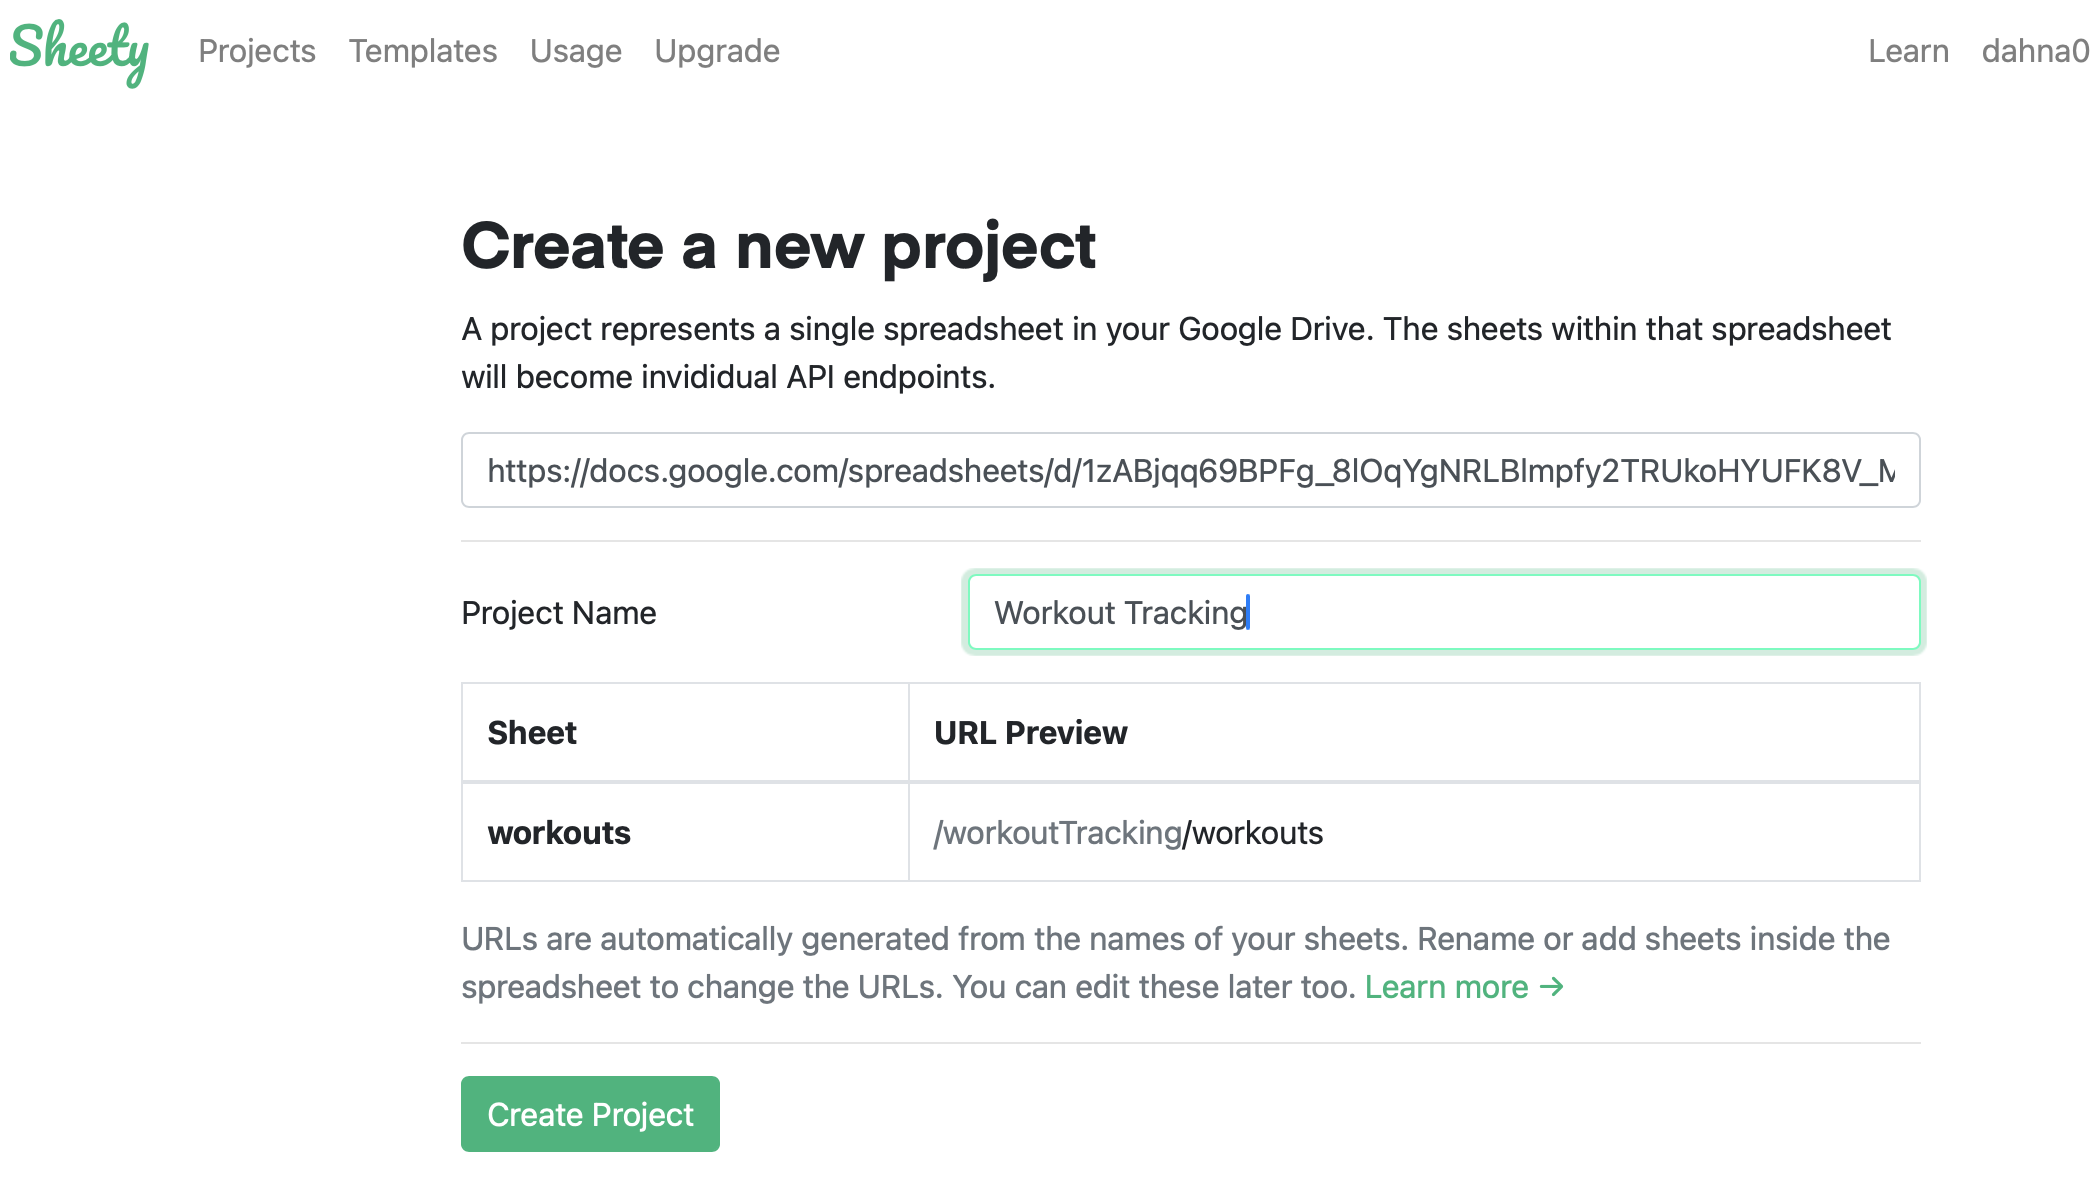 Sheety Projects Templates Usage Upgrade Learn dahna0
Create a new project
A project represents a single spreadsheet in your Google Drive. The sheets within that spreadsheet
will become invididual API endpoints.
https://docs.google.com/spreadsheets/d/1zABjqq69BPFg_8lOqYgNRLBlmpfy2TRUkoHYUFK8V_M
Project Name Workout Tracking
Sheet URL Preview
workouts /workoutTracking/workouts
URLs are automatically generated from the names of your sheets. Rename or add sheets inside the
spreadsheet to change the URLs. You can edit these later too. Learn more →
Create Project